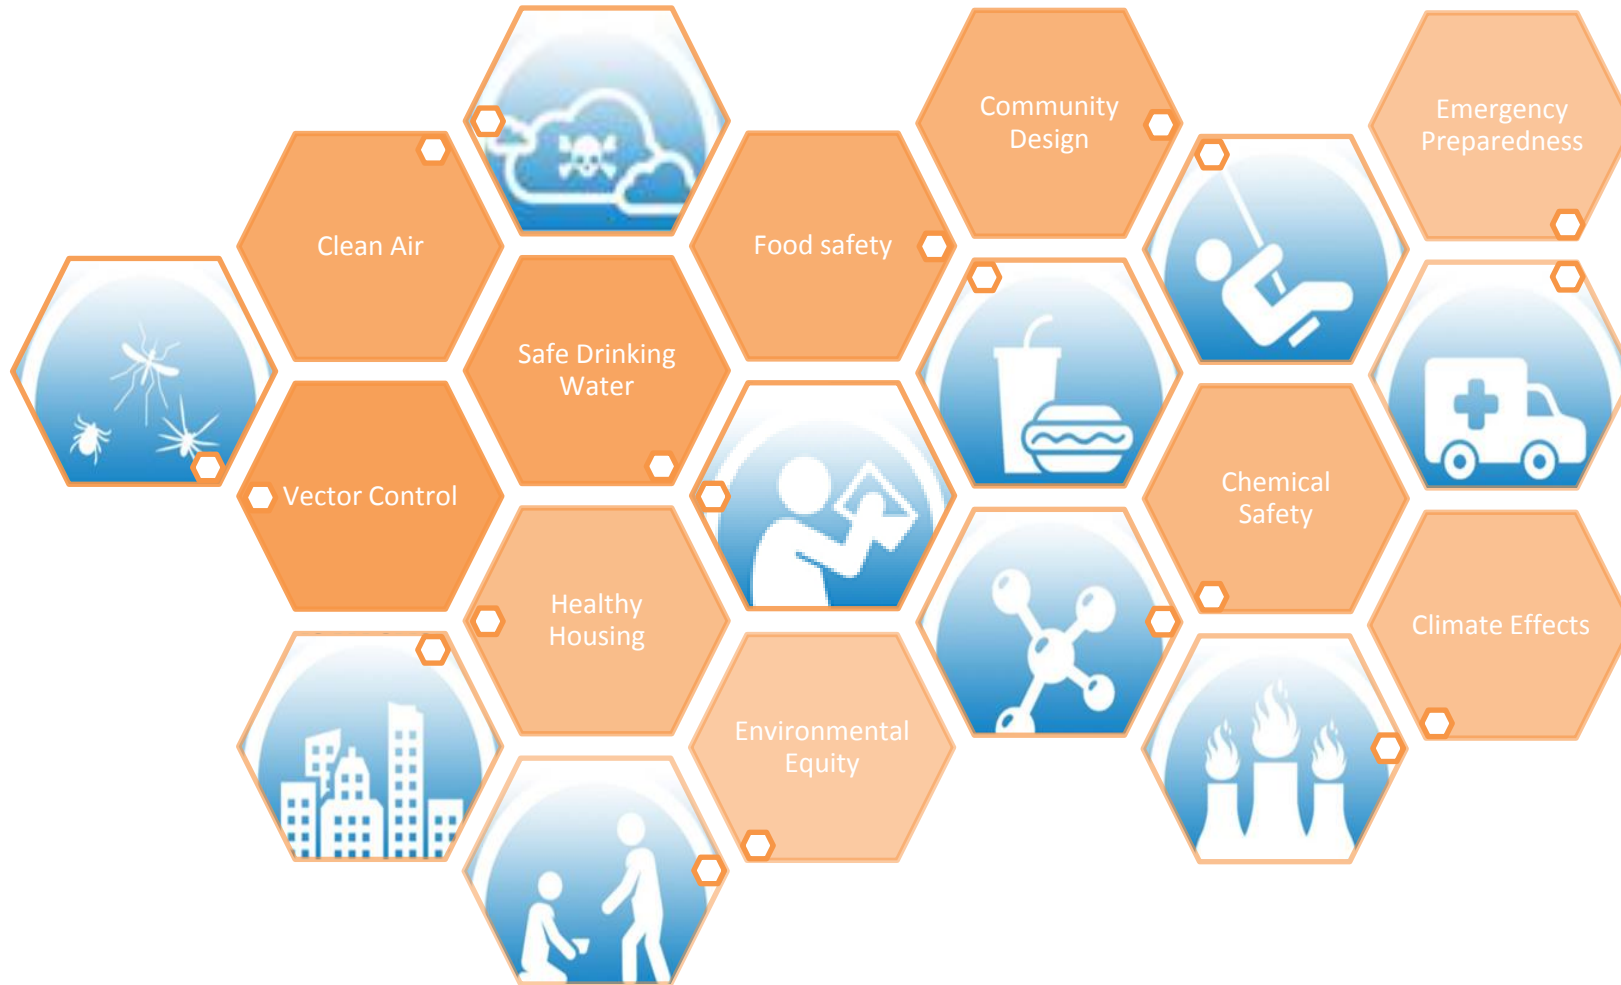 Community
Design
Emergency
Preparedness
Clean Air
Food safety
Safe Drinking
Water
Vector Control
Chemical
Safety
Healthy
Housing
Climate Effects
Environmental
Equity